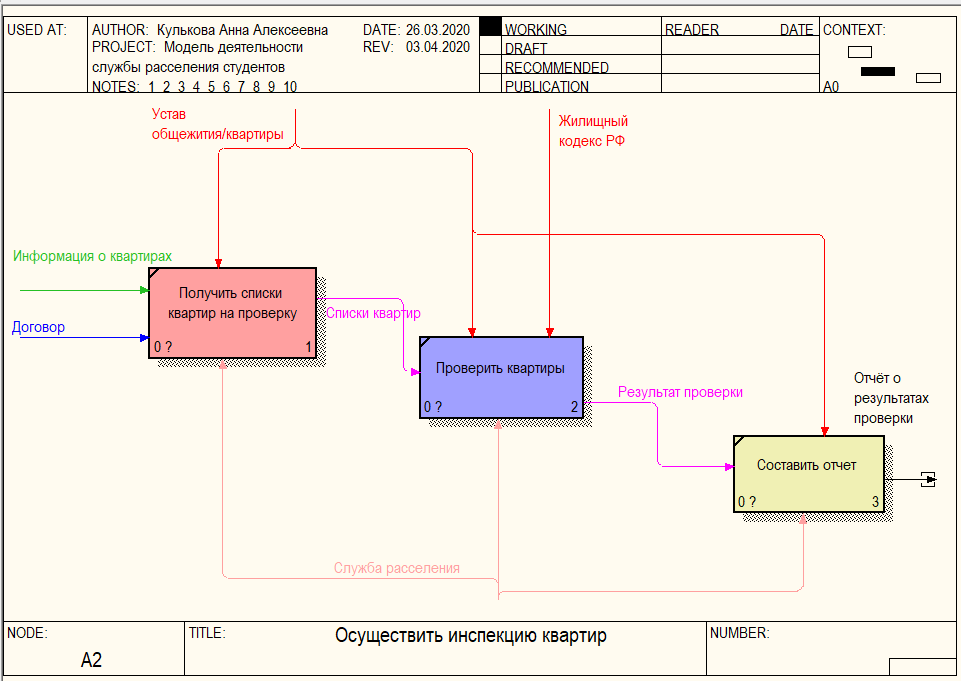 USED AT:
AUTHOR: Кулькова Анна Алексеевна
DATE: 26.03.2020
PROJECT: Модель деятельности
службы расселения студентов
REV: 03.04.2020
NOTES: 1 2 3 4 5 6 7 8 9 10
WORKING
DRAFT
RECOMMENDED
PUBLICATION
READER
DATE
CONTEXT:
A0
Устав
общежития/квартиры
Жилищный
кодекс РФ
Информация о квартирах
Договор
Получить списки
квартир на проверку
0 ?
1
Списки квартир
Проверить квартиры
0 ?
2
Результат проверки
Отчёт о
результатах
проверки
Составить отчет
0 ?
3
Служба расселения
NODE:
A2
TITLE:
Осуществить инспекцию квартир
NUMBER: